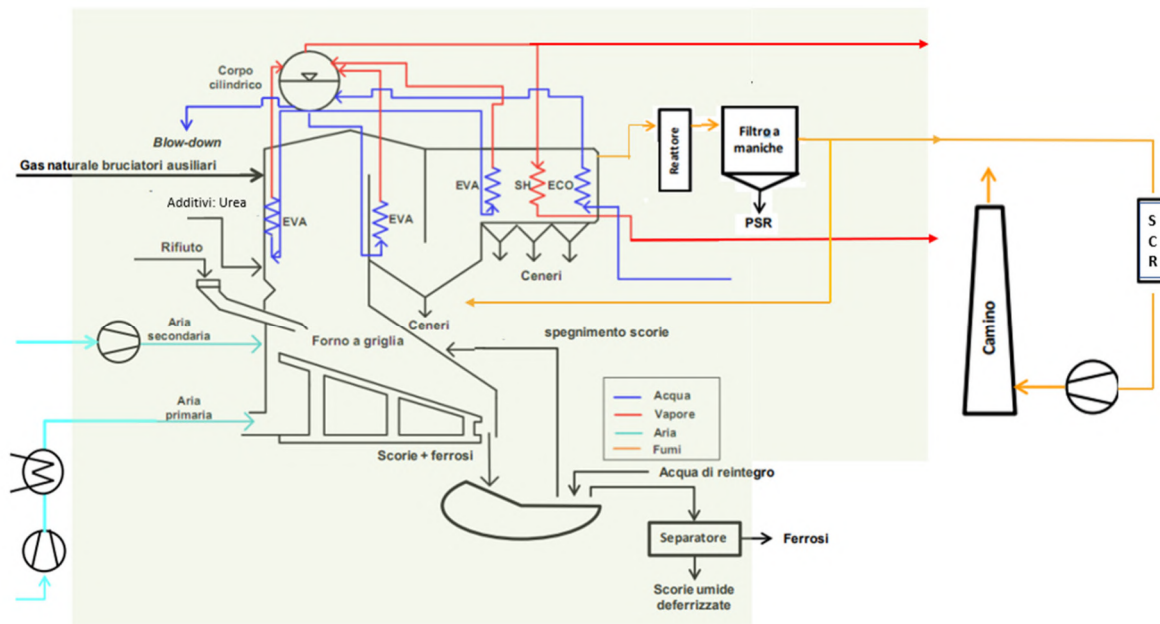 Corpo
cilindrico
Blow-down
Gas naturale bruciatori ausiliari
Additivi: Urea
Rifiuto
Aria
secondaria
Aria
primaria
EVA
EVA
EVA
SH
ECO
Ceneri
Ceneri
Reattore
Filtro a
maniche
PSR
S
C
R
Camino
Forno a griglia
spegnimento scorie
Acqua
Vapore
Aria
Fumi
Scorie + ferrosi
Acqua di reintegro
Separatore
Ferrosi
Scorie umide
deferrizzate